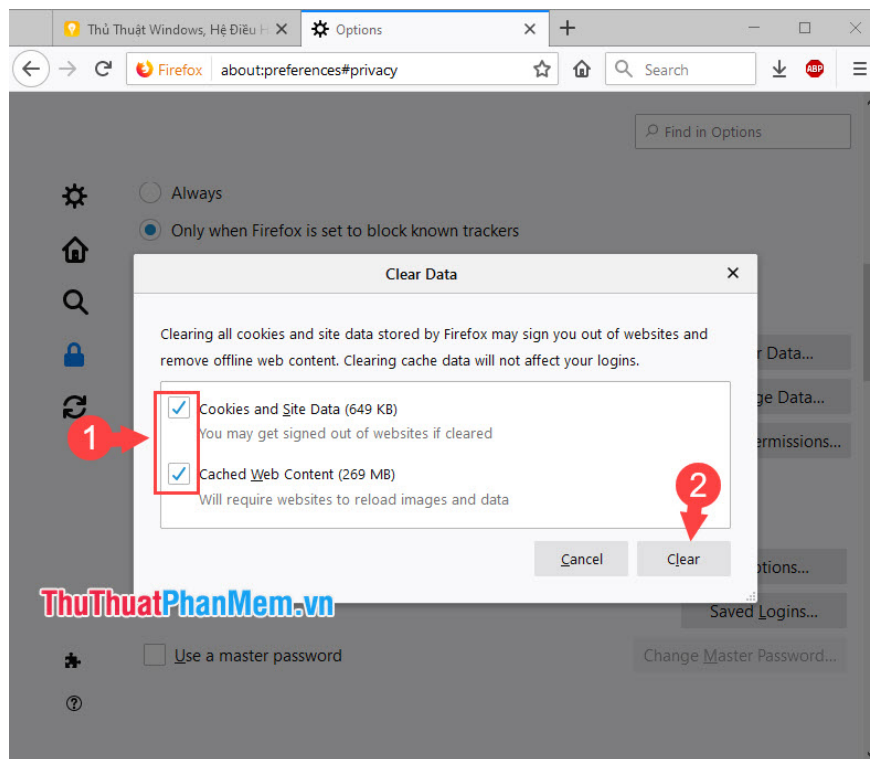 Thủ Thuật Windows, Hệ Điều H
Options
Firefox
about:preferences#privacy
Search
ABP
Find in Options
Always
Only when Firefox is set to block known trackers
Clear Data
Clearing all cookies and site data stored by Firefox may sign you out of websites and
remove offline web content. Clearing cache data will not affect your logins.
r Data...
Cookies and Site Data (649 KB)
ge Data...
You may get signed out of websites if cleared
1
ermissions...
Cached Web Content (269 MB)
2
Will require websites to reload images and data
Cancel
Clear
ptions...
ThuThuatPhanMem.vn
Saved Logins...
Use a master password
Change Master Password...